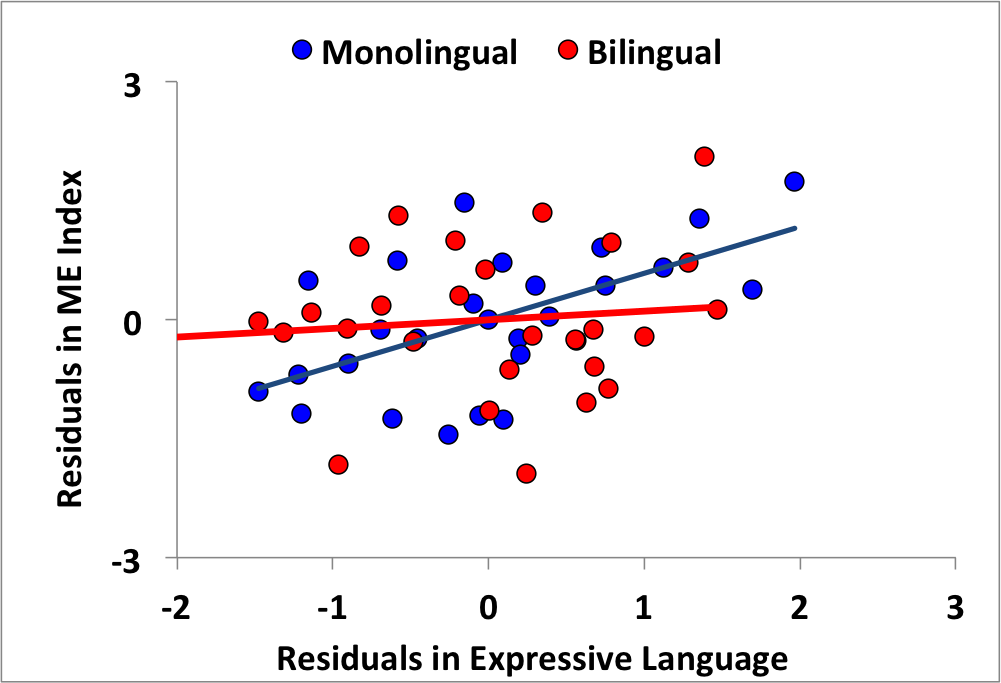 Monolingual Bilingual
3
0
-3
Residuals in ME Index
-2 -1 0 1 2 3
Residuals in Expressive Language